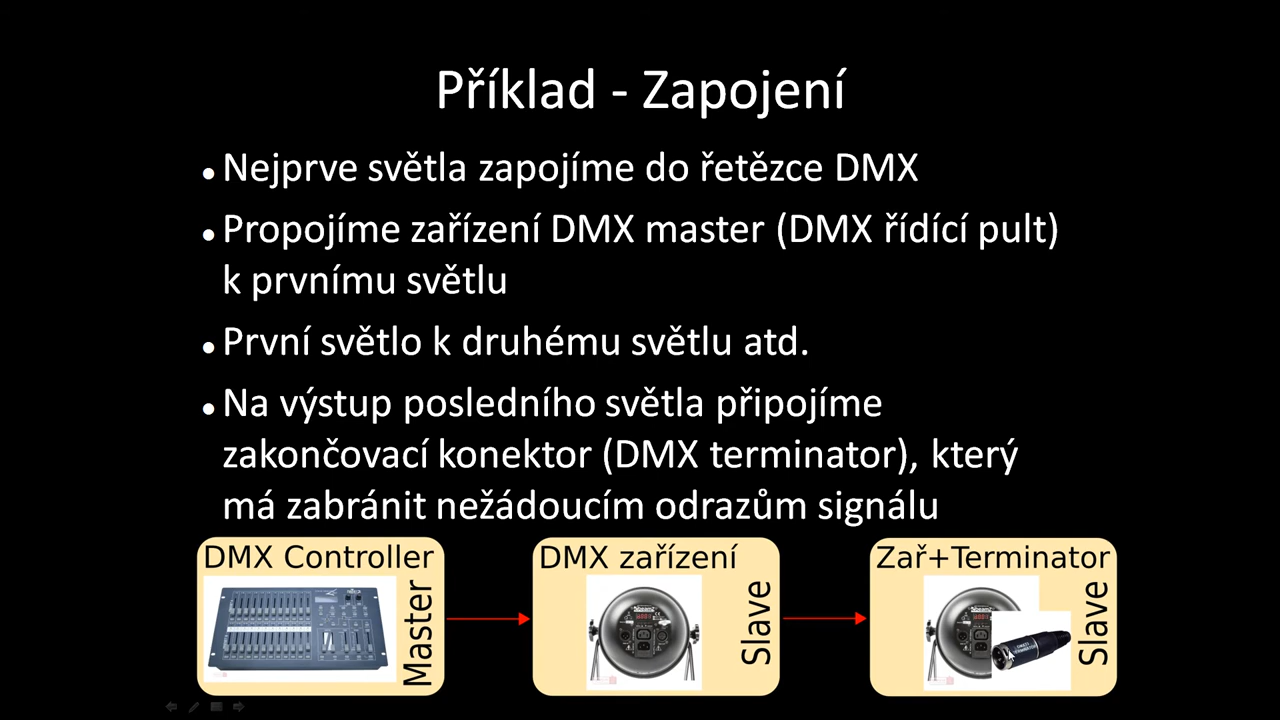 Příklad - Zapojení
Nejprve světla zapojíme do řetězce DMX
Propojíme zařízení DMX master (DMX řídící pult)
k prvnímu světlu
První světlo k druhému světlu atd.
Na výstup posledního světla připojíme
zakončovací konektor (DMX terminator), který
má zabránit nežádoucím odrazům signálu
DMX Controller
Master
DMX zařízení
Slave
Zař+Terminator
Slave